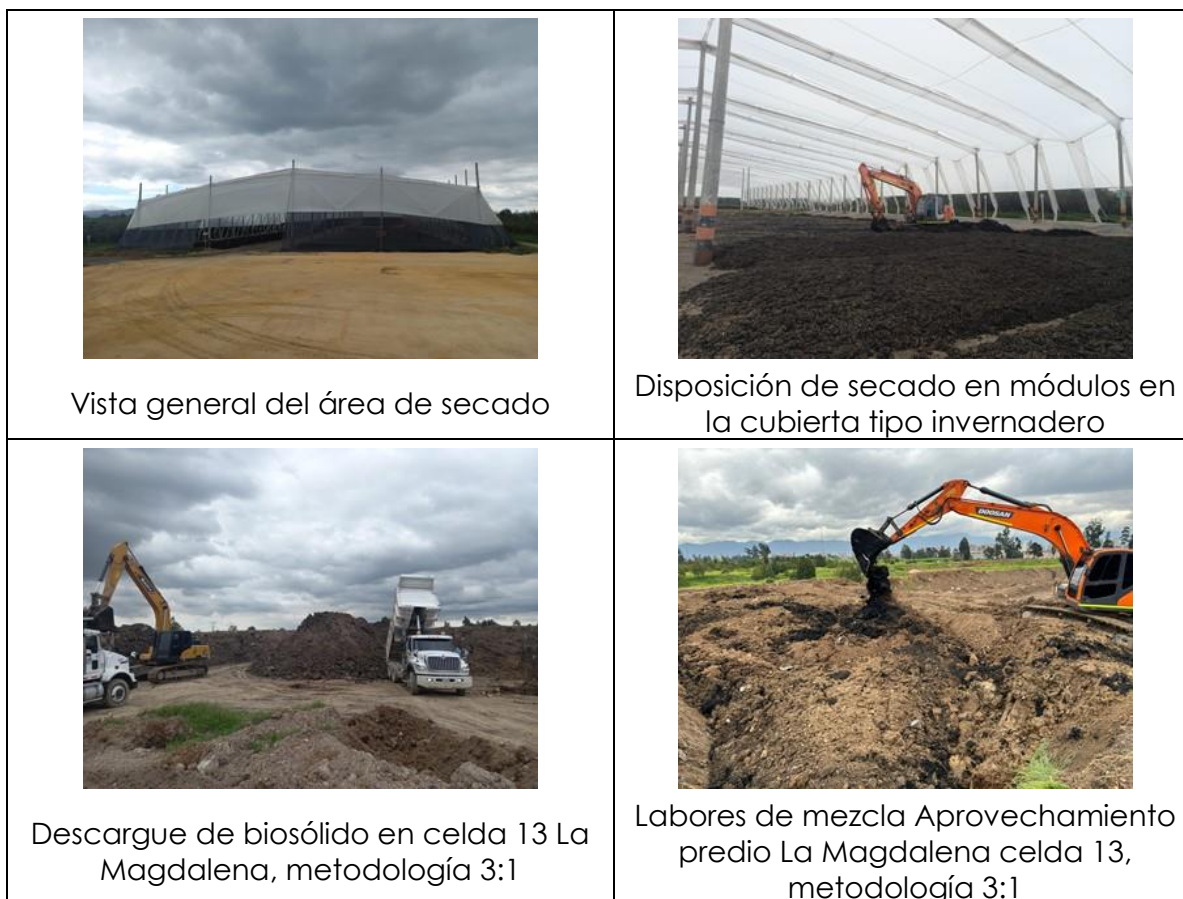 Vista general del área de secado
Disposición de secado en módulos en
la cubierta tipo invernadero
DOOSAN
Descargue de biosólido en celda 13 La
Magdalena, metodología 3:1
Labores de mezcla Aprovechamiento
predio La Magdalena celda 13,
metodología 3:1